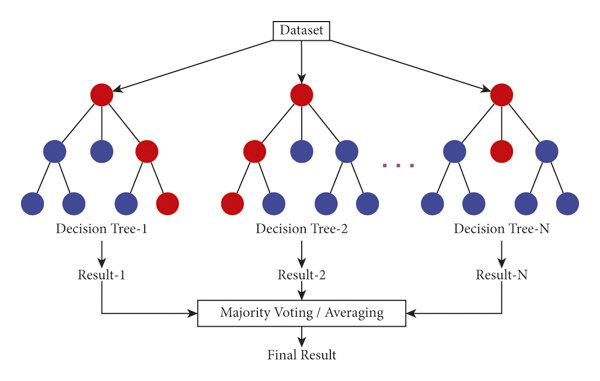 Dataset
Decision Tree-1
Decision Tree-2
Decision Tree-N
Result-1
Result-2
Result-N
Majority Voting / Averaging
Final Result